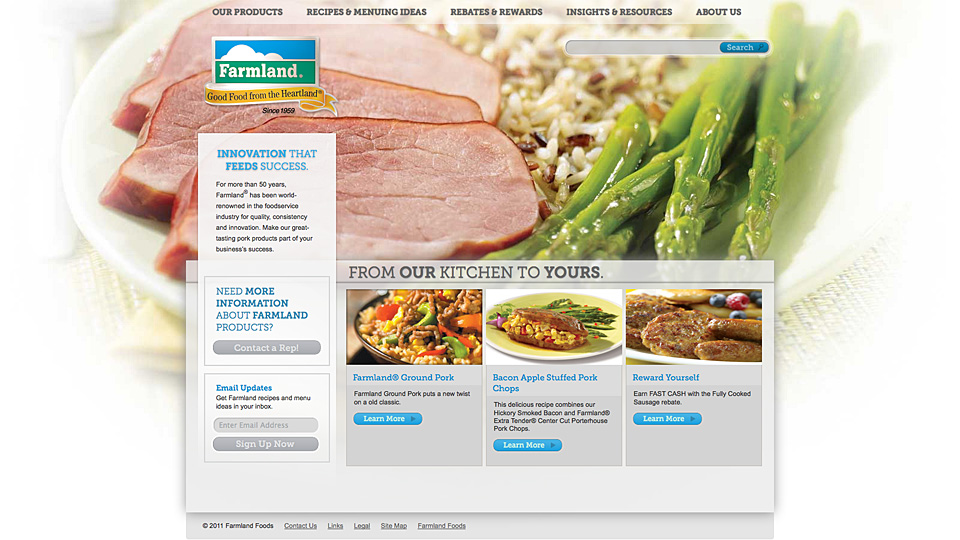 OUR PRODUCTS
RECIPES & MENUING IDEAS
REBATES & REWARDS
INSIGHTS & RESOURCES
ABOUT US
Search
Farmland®
Good Food from the Heartland®
Since 1959
INNOVATION THAT
FEEDS SUCCESS.
For more than 50 years,
Farmland® has been world-
renowned in the foodservice
industry for quality, consistency
and innovation. Make our great-
tasting pork products part of your
business's success.
NEED MORE
INFORMATION
ABOUT FARMLAND
PRODUCTS?
Contact a Rep!
Email Updates
Get Farmland recipes and menu
ideas in your inbox.
Enter Email Address
Sign Up Now
FROM OUR KITCHEN TO YOURS.
Farmland® Ground Pork
Farmland Ground Pork puts a new twist
on a old classic.
Learn More
Bacon Apple Stuffed Pork
Chops
This delicious recipe combines our
Hickory Smoked Bacon and Farmland®
Extra Tender® Center Cut Porterhouse
Pork Chops.
Learn More
Reward Yourself
Earn FAST CASH with the Fully Cooked
Sausage rebate.
Learn More
© 2011 Farmland Foods
Contact Us
Links
Legal
Site Map
Farmland Foods